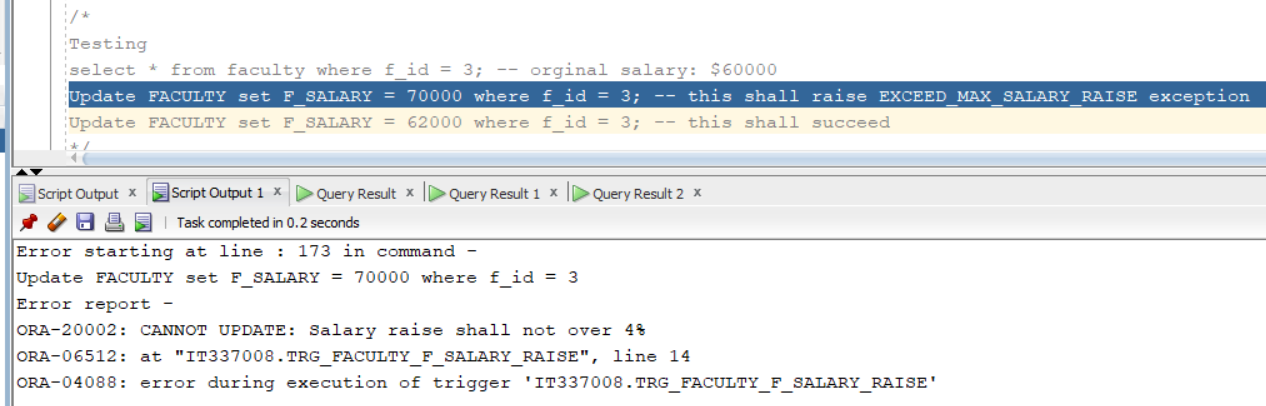 /*
Testing
select * from faculty where f_id = 3; -- orginal salary: $60000
Update FACULTY set F_SALARY = 70000 where f_id = 3; -- this shall raise EXCEED_MAX_SALARY_RAISE exception
Update FACULTY set F_SALARY = 62000 where f_id = 3; -- this shall succeed
*/
Script Output x Script Output 1 x Query Result x Query Result 1 x Query Result 2 x
Task completed in 0.2 seconds
Error starting at line : 173 in command -
Update FACULTY set F_SALARY = 70000 where f_id = 3
Error report -
ORA-20002: CANNOT UPDATE: Salary raise shall not over 4%
ORA-06512: at "IT337008.TRG_FACULTY_F_SALARY_RAISE", line 14
ORA-04088: error during execution of trigger 'IT337008.TRG_FACULTY_F_SALARY_RAISE'